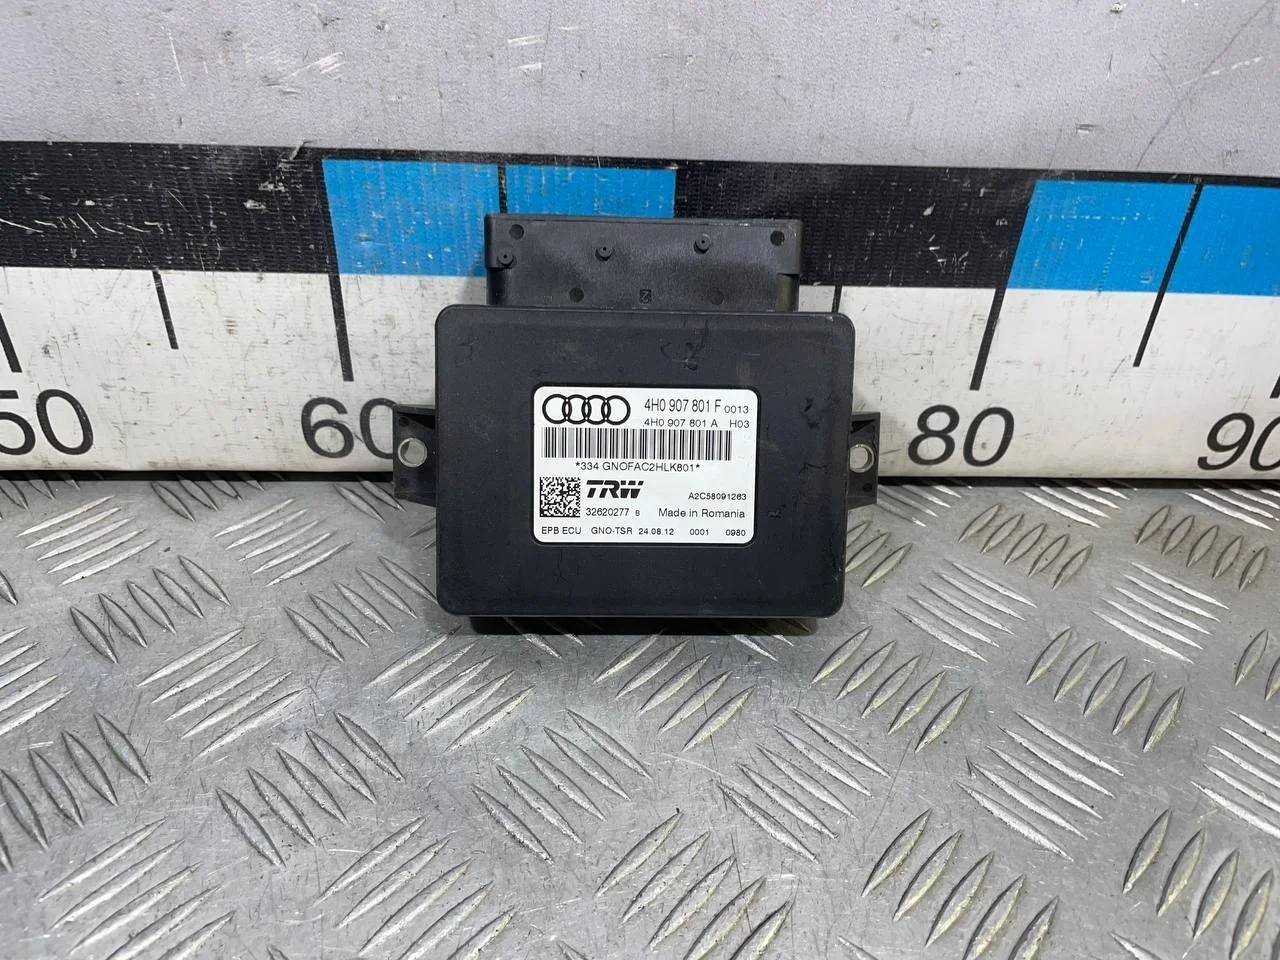 50 60 80 90
4H0 907 801 F 0013
4H0 907 801 A H03
*334 GNOFAC2HLK801*
TRW A2C58091263
32620277 B Made in Romania
EPB ECU GNO-TSR 24.08.12 0001 0980